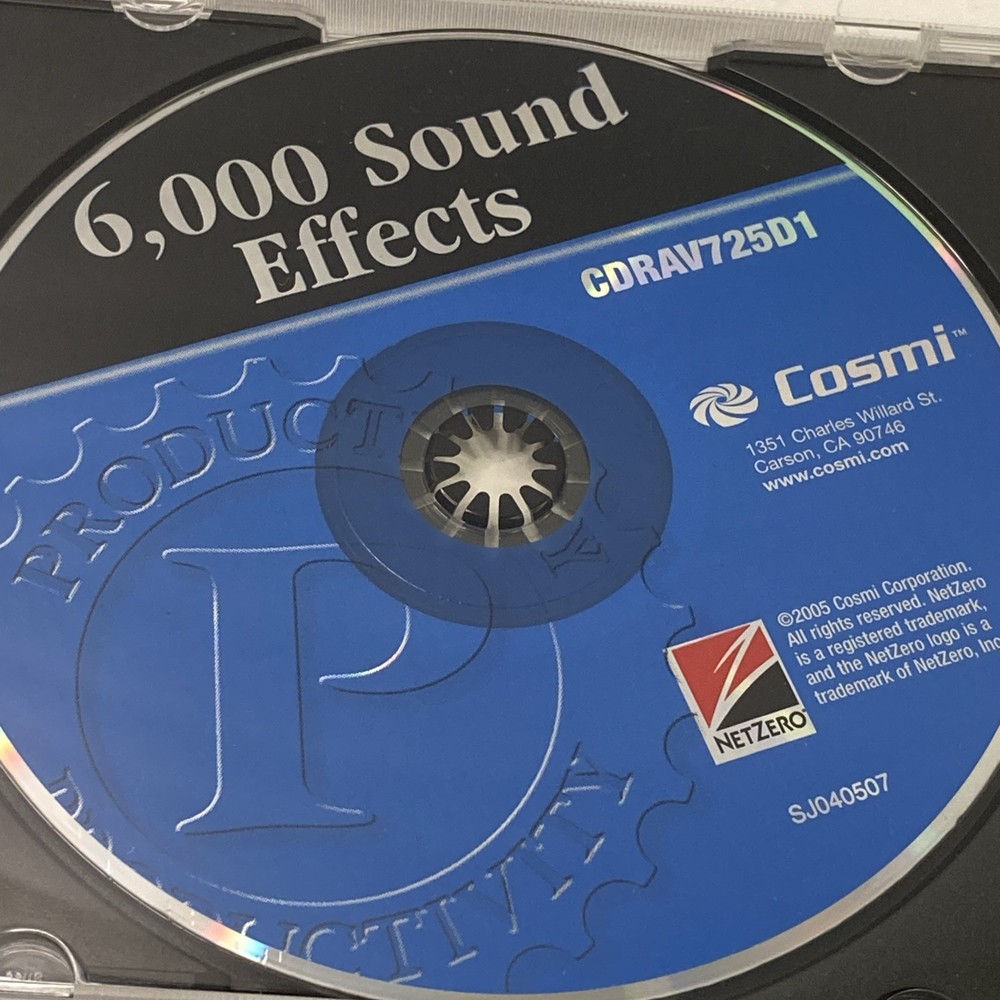 6,000 Sound
Effects
CDRAV725D1
Cosmi™
1351 Charles Willard St.
Carson, CA 90746
www.cosmi.com
PRODUCT Y
P
PRODUCTIVITY
©2005 Cosmi Corporation.
All rights reserved. NetZero
is a registered trademark,
and the NetZero logo is a
trademark of NetZero, Inc
NETZERO
SJ040507